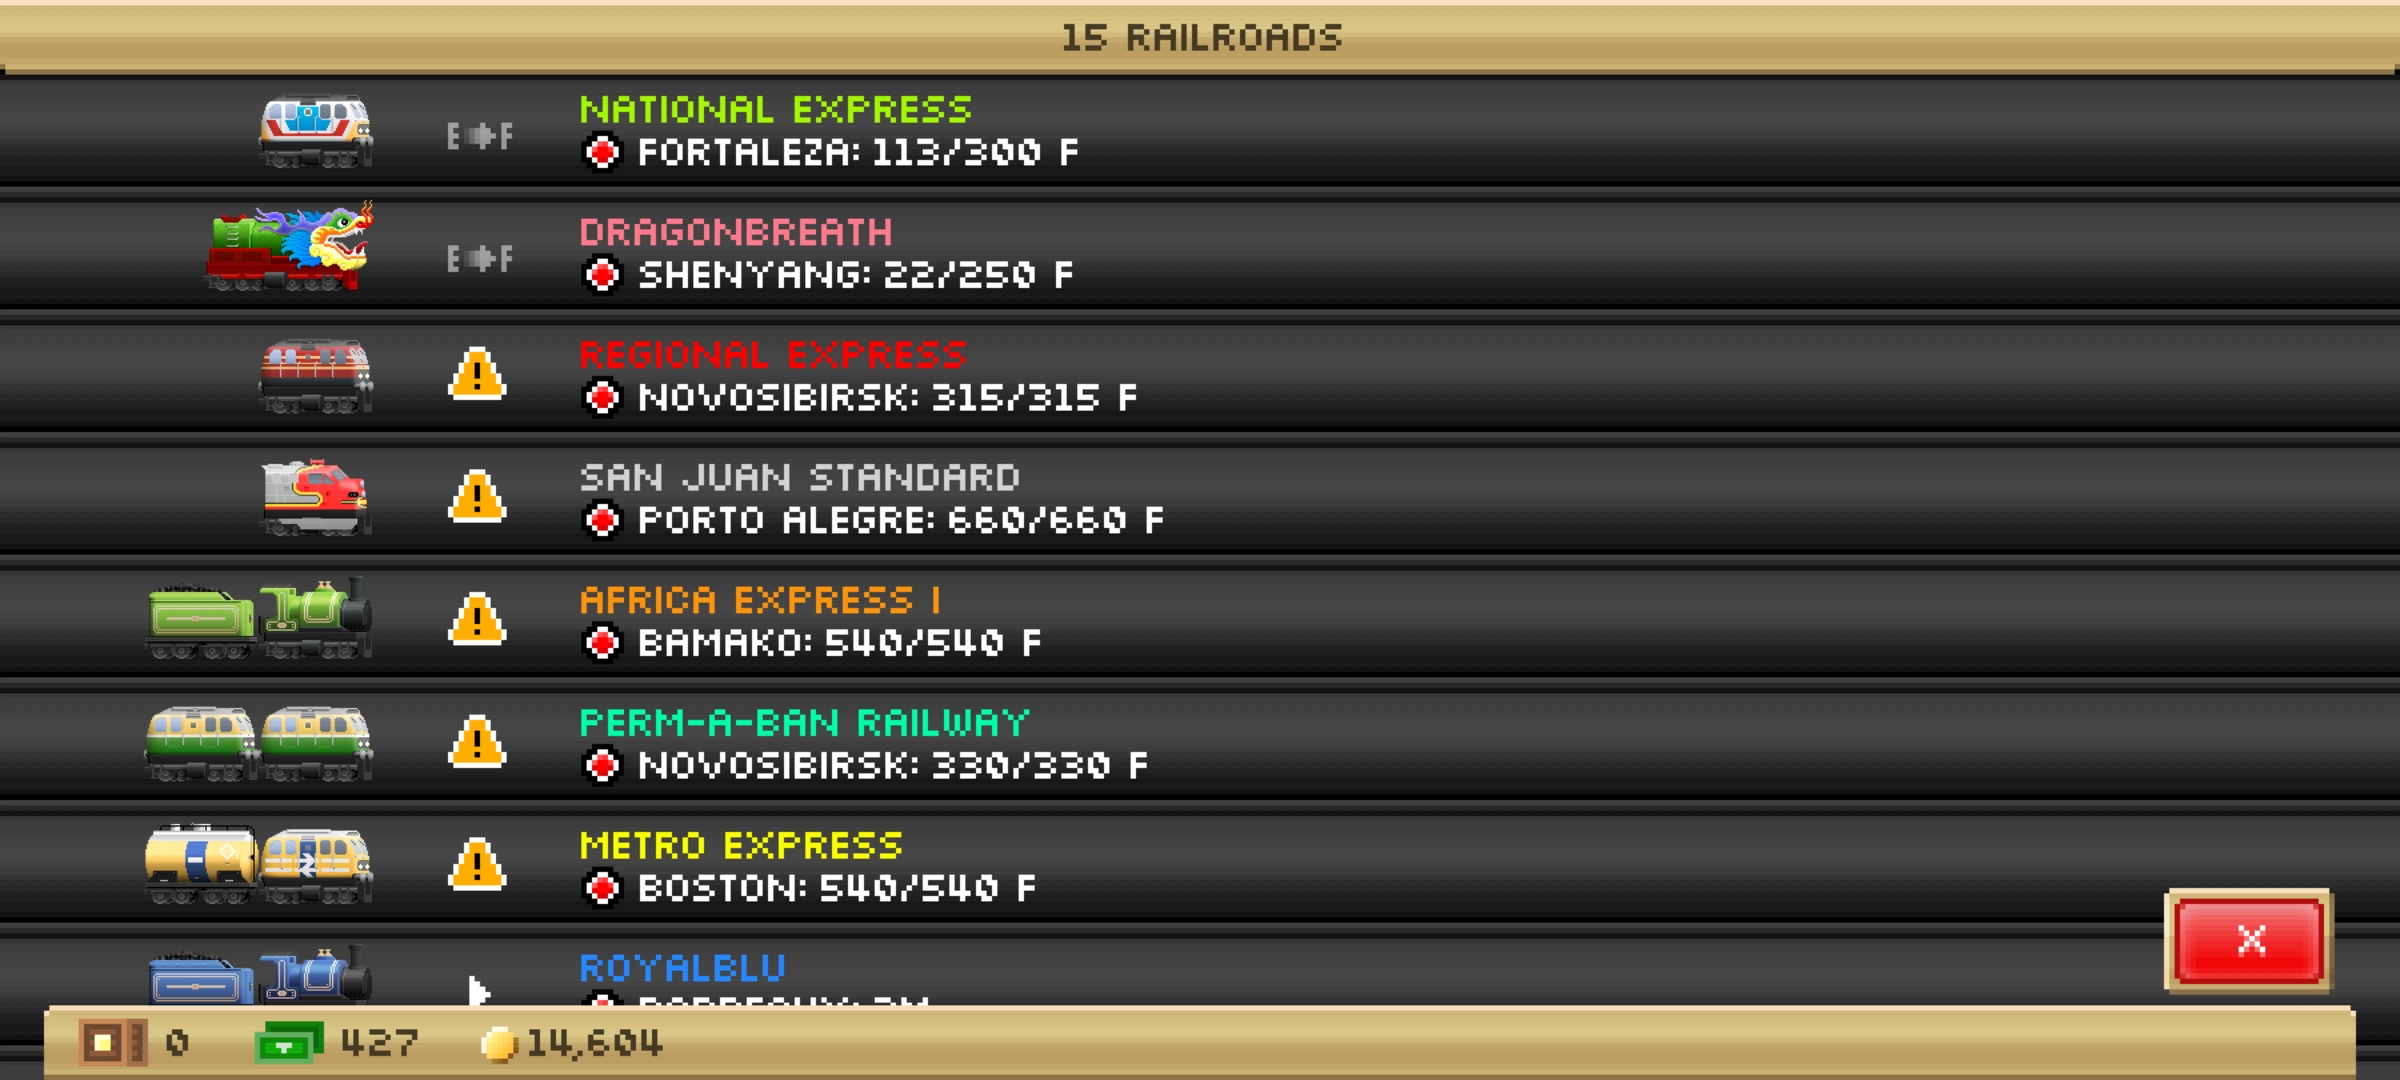 15 RAILROADS
E F
NATIONAL EXPRESS
FORTALEZA: 113/300 F
E F
DRAGONBREATH
SHENYANG: 22/250 F
REGIONAL EXPRESS
NOVOSIBIRSK: 315/315 F
SAN JUAN STANDARD
PORTO ALEGRE: 660/660 F
AFRICA EXPRESS I
BAMAKO: 540/540 F
PERM-A-BAN RAILWAY
NOVOSIBIRSK: 330/330 F
METRO EXPRESS
BOSTON: 540/540 F
ROYALBLU
X
0 427 14,604